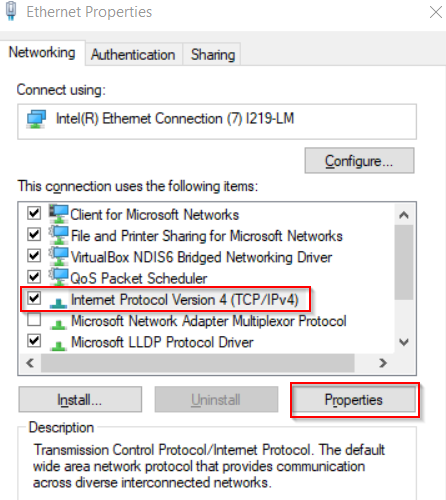 Ethernet Properties
Networking Authentication Sharing
Connect using:
Intel(R) Ethernet Connection (7) I219-LM
Configure...
This connection uses the following items:
Client for Microsoft Networks
File and Printer Sharing for Microsoft Networks
VirtualBox NDIS6 Bridged Networking Driver
QoS Packet Scheduler
Internet Protocol Version 4 (TCP/IPv4)
Microsoft Network Adapter Multiplexor Protocol
Microsoft LLDP Protocol Driver
Install... Uninstall Properties
Description
Transmission Control Protocol/Internet Protocol. The default
wide area network protocol that provides communication
across diverse interconnected networks.